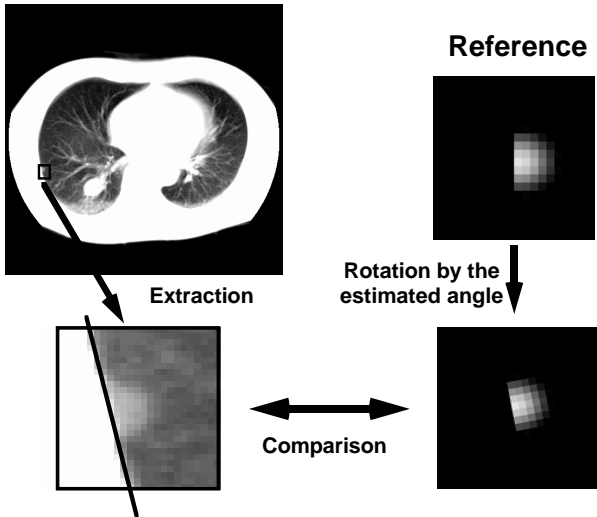 Reference
Rotation by the
estimated angle
Extraction
Comparison